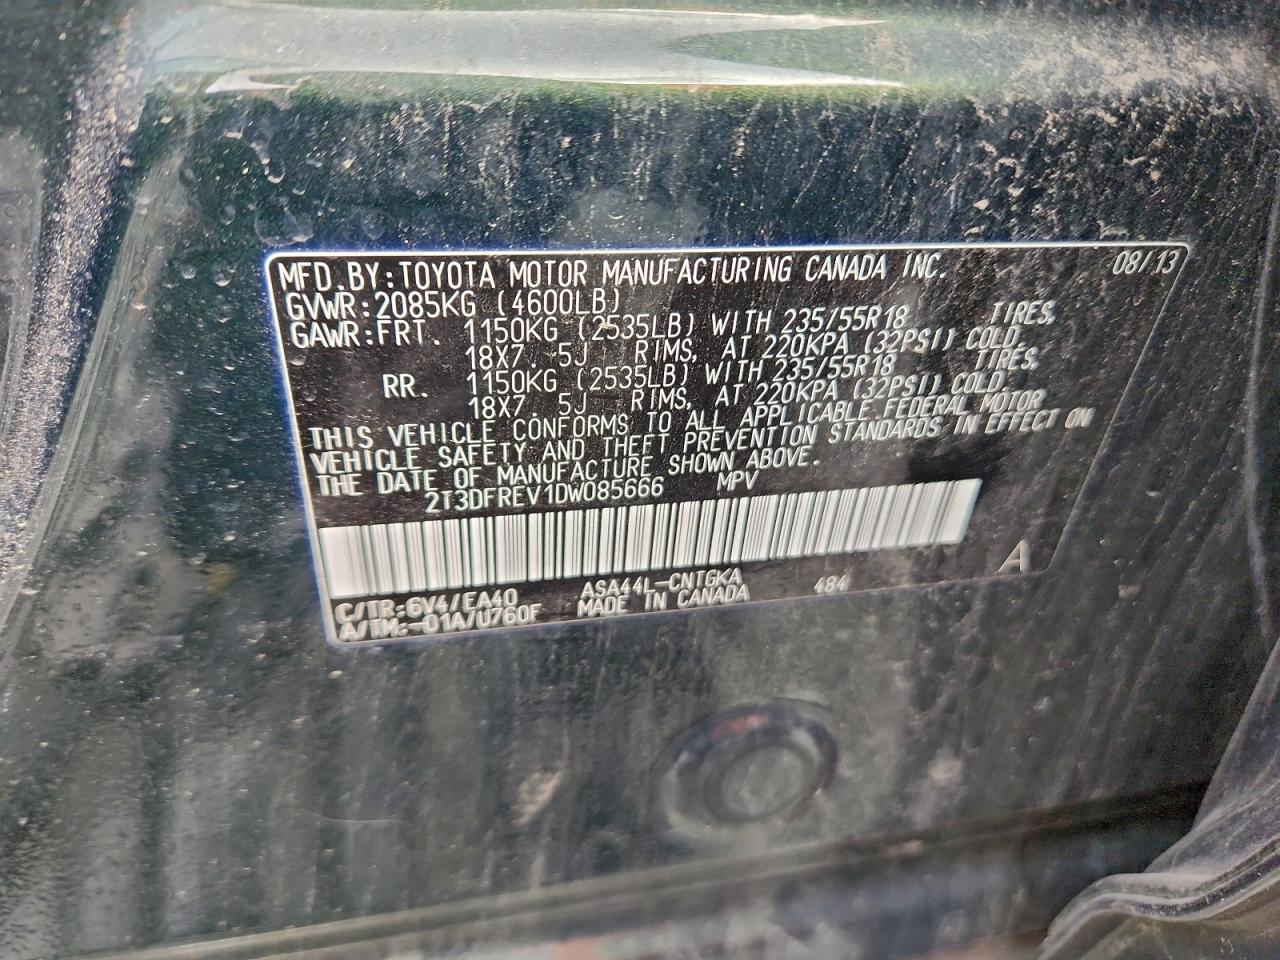 MFD.BY:TOYOTA MOTOR MANUFACTURING CANADA INC. 08/13
GVWR:2085KG (4600LB)
GAWR:FRT. 1150KG (2535LB) WITH 235/55R18 TIRES,
18X7.5J RIMS, AT 220KPA (32PSI) COLD.
RR. 1150KG (2535LB) WITH 235/55R18 TIRES,
18X7.5J RIMS, AT 220KPA (32PSI) COLD.
THIS VEHICLE CONFORMS TO ALL APPLICABLE FEDERAL MOTOR
VEHICLE SAFETY AND THEFT PREVENTION STANDARDS IN EFFECT ON
THE DATE OF MANUFACTURE SHOWN ABOVE.
2T3DFREV1DW085666 MPV
C/TR:6V4/EA40 ASA44L-CNTGKA 484 A
A/TM:-01A/U760F MADE IN CANADA